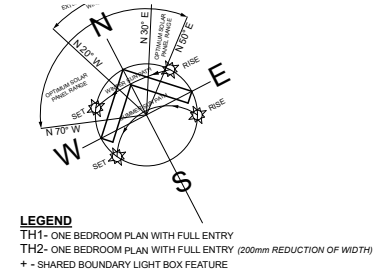 N
N 20° W
N 30° E
N 50° E
OPTIMUM SOLAR
PANEL RANGE
OPTIMUM SOLAR
PANEL RANGE
RISE
E
SET
RISE
N 70° W
W
SET
S
LEGEND
TH1- ONE BEDROOM PLAN WITH FULL ENTRY
TH2- ONE BEDROOM PLAN WITH FULL ENTRY (200mm REDUCTION OF WIDTH)
+ - SHARED BOUNDARY LIGHT BOX FEATURE